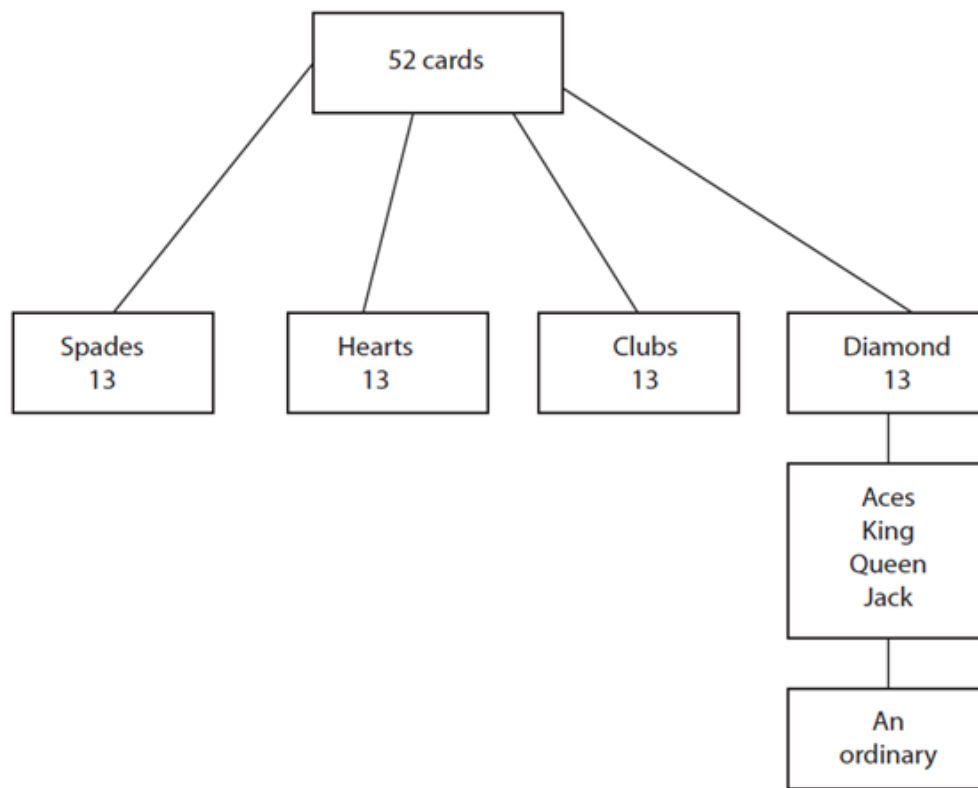 52 cards
Spades
13
Hearts
13
Clubs
13
Diamond
13
Aces
King
Queen
Jack
An
ordinary